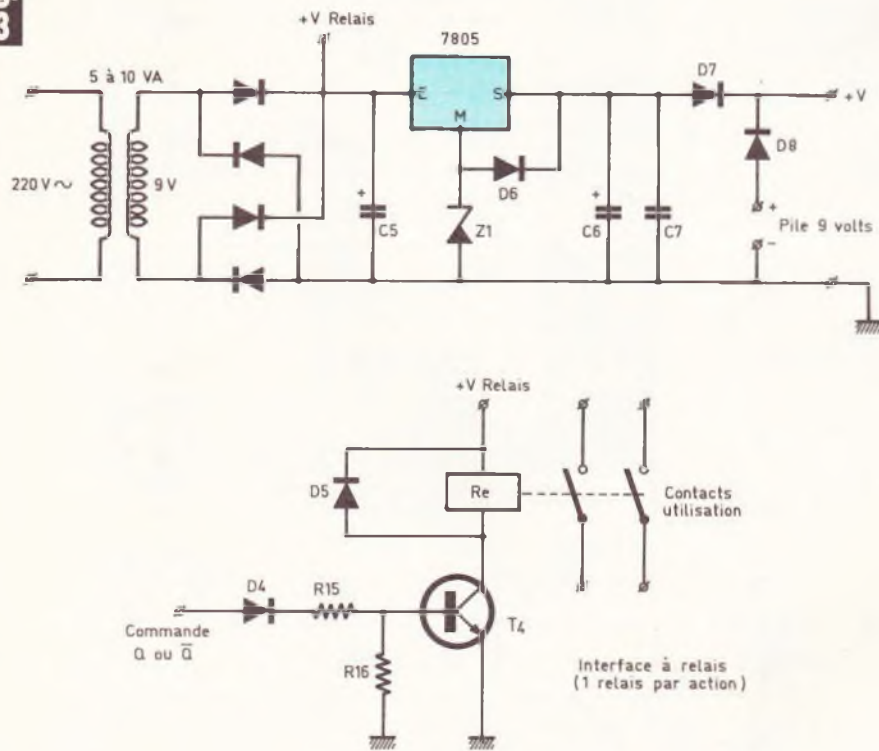 3
+V Relais
7805
D7
5 à 10 VA
E
S
+V
M
D8
220 V ~
9 V
D6
+
+
+
C5
Z1
C6
C7
Pile 9 volts
–
+V Relais
D5
Re
Contacts
utilisation
D4
R15
T4
Commande
Q ou Q̅
R16
Interface à relais
(1 relais par action)